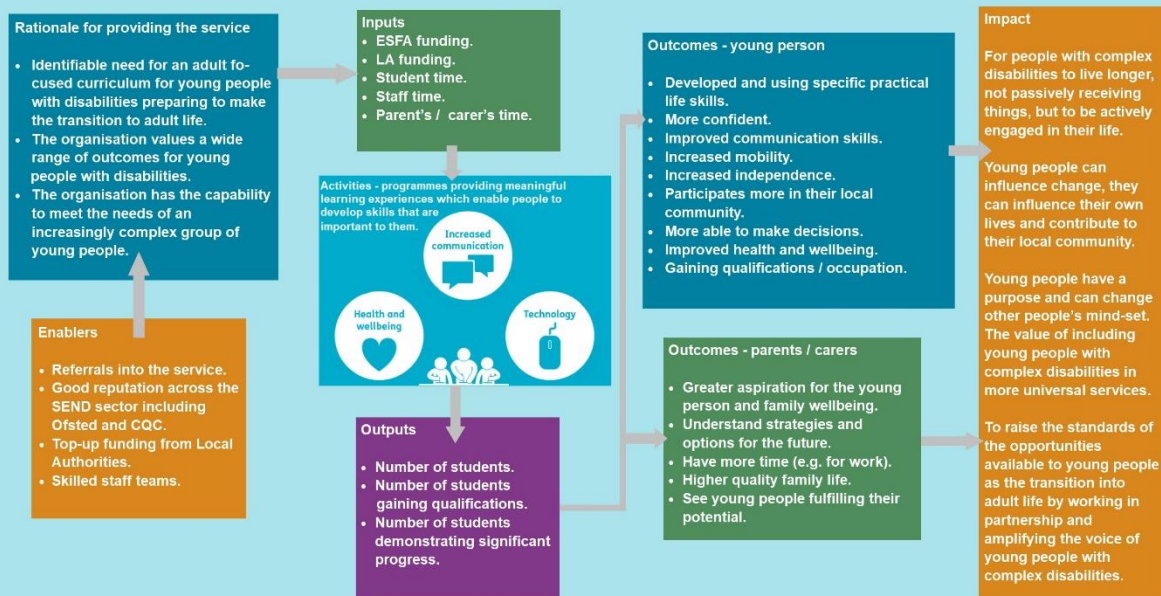 Rationale for providing the service
• Identifiable need for an adult fo-
cused curriculum for young people
with disabilities preparing to make
the transition to adult life.
• The organisation values a wide
range of outcomes for young
people with disabilities.
• The organisation has the capability
to meet the needs of an
increasingly complex group of
young people.
Enablers
• Referrals into the service.
• Good reputation across the
SEND sector including
Ofsted and CQC.
• Top-up funding from Local
Authorities.
• Skilled staff teams.
Inputs
• ESFA funding.
• LA funding.
• Student time.
• Staff time.
• Parent's / carer's time.
Activities - programmes providing meaningful
learning experiences which enable people to
develop skills that are
important to them.
Increased
communication
Health and
wellbeing
Technology
Outputs
• Number of students.
• Number of students
gaining qualifications.
• Number of students
demonstrating significant
progress.
Outcomes - young person
• Developed and using specific practical
life skills.
• More confident.
• Improved communication skills.
• Increased mobility.
• Increased independence.
• Participates more in their local
community.
• More able to make decisions.
• Improved health and wellbeing.
• Gaining qualifications / occupation.
Outcomes - parents / carers
• Greater aspiration for the young
person and family wellbeing.
• Understand strategies and
options for the future.
• Have more time (e.g. for work).
• Higher quality family life.
• See young people fulfilling their
potential.
Impact
For people with complex
disabilities to live longer,
not passively receiving
things, but to be actively
engaged in their life.
Young people can
influence change, they
can influence their own
lives and contribute to
their local community.
Young people have a
purpose and can change
other people's mind-set.
The value of including
young people with
complex disabilities in
more universal services.
To raise the standards of
the opportunities
available to young people
as the transition into
adult life by working in
partnership and
amplifying the voice of
young people with
complex disabilities.